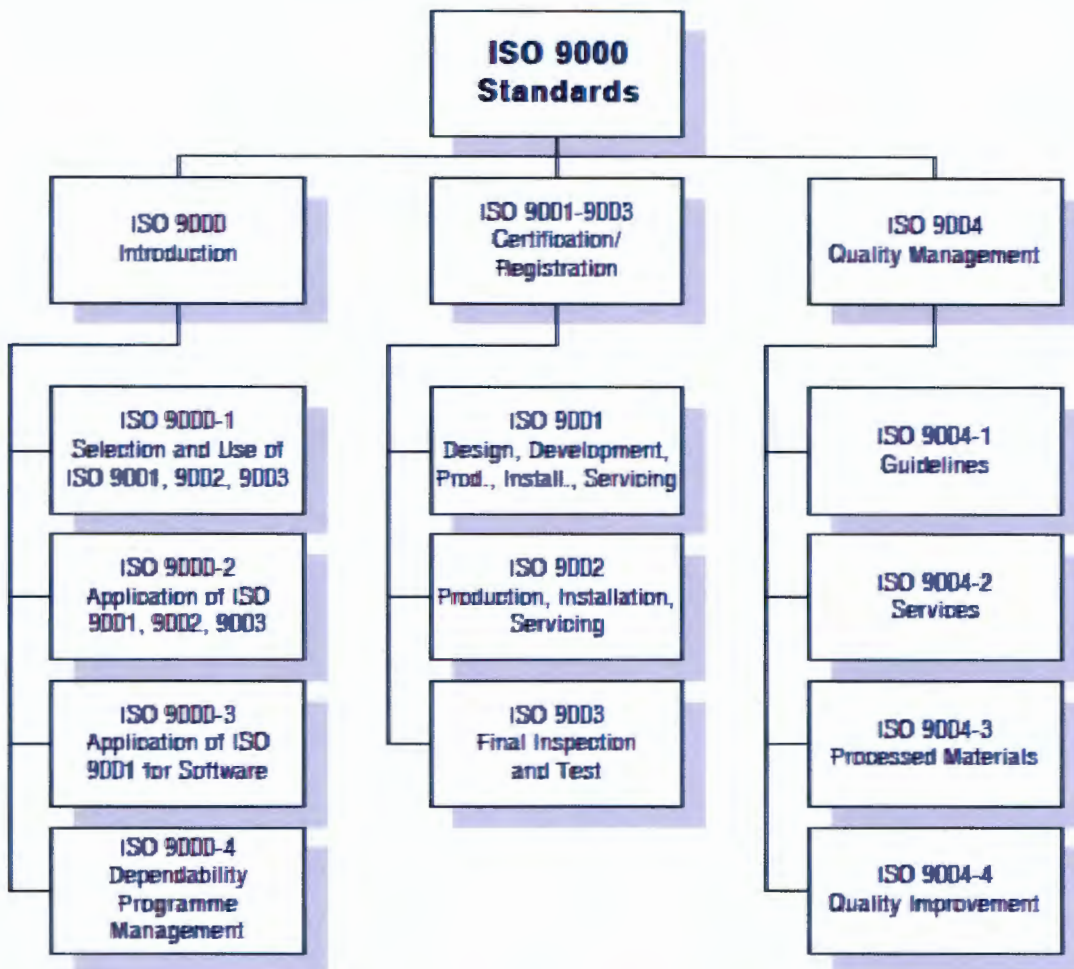 ISO 9000
Standards
ISO 9000
Introduction
ISO 9001-9003
Certification/
Registration
ISO 9004
Quality Management
ISO 9000-1
Selection and Use of
ISO 9001, 9002, 9003
ISO 9000-2
Application of ISO
9001, 9002, 9003
ISO 9000-3
Application of ISO
9001 for Software
ISO 9000-4
Dependability
Programme
Management
ISO 9001
Design, Development,
Prod., Install., Servicing
ISO 9002
Production, Installation,
Servicing
ISO 9003
Final Inspection
and Test
ISO 9004-1
Guidelines
ISO 9004-2
Services
ISO 9004-3
Processed Materials
ISO 9004-4
Quality Improvement